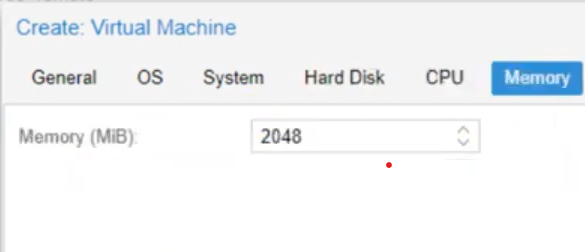 Create: Virtual Machine
General OS System Hard Disk CPU Memory
Memory (MiB): 2048